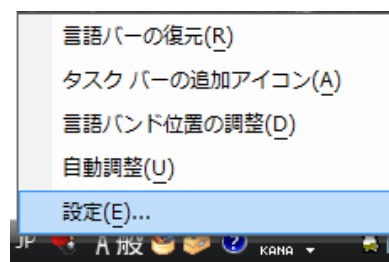 言語バーの復元(R)
タスク バーの追加アイコン(A)
言語バンド位置の調整(D)
自動調整(U)
設定(E)...
JP A 般 ? KANA